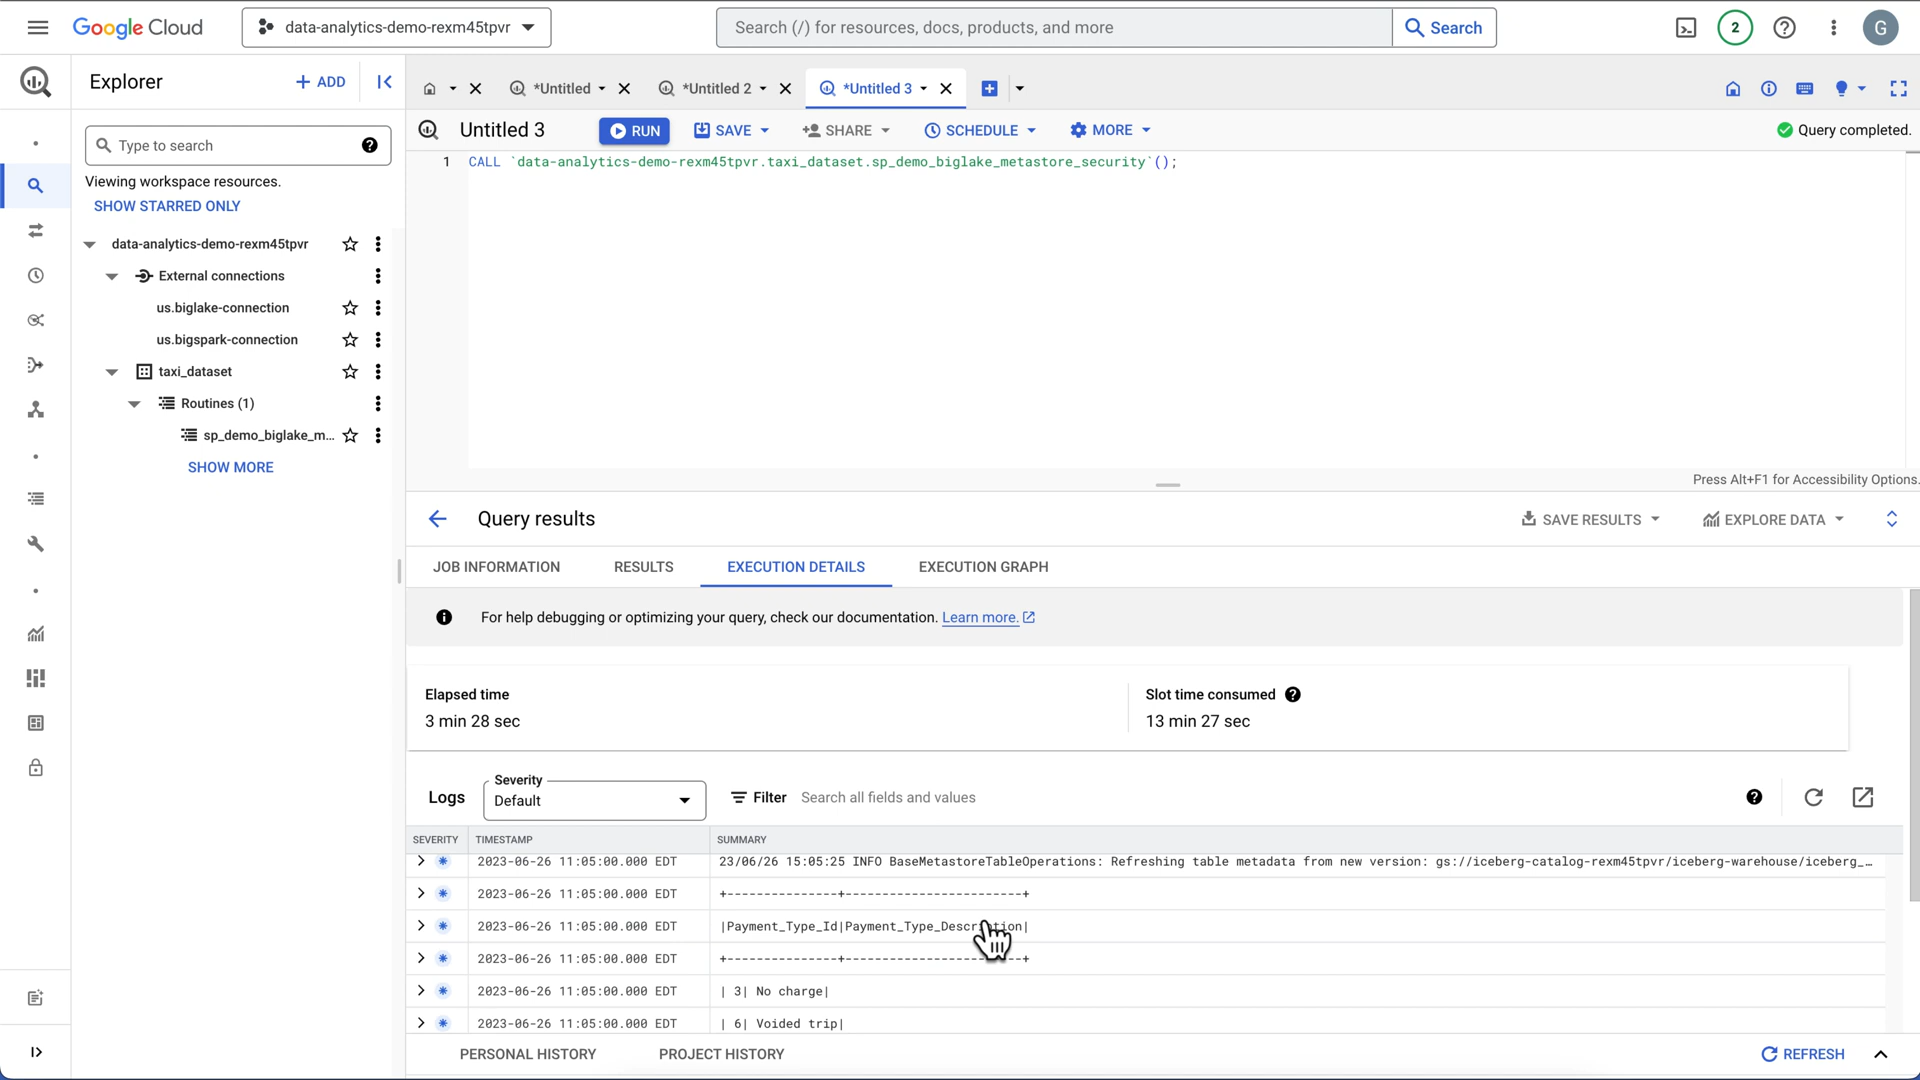 Google Cloud
data-analytics-demo-rexm45tpvr
Search (/) for resources, docs, products, and more
Search
2
G
Explorer
+ ADD
*Untitled
*Untitled 2
*Untitled 3
Untitled 3
RUN
SAVE
SHARE
SCHEDULE
MORE
Query completed.
Type to search
Viewing workspace resources.
SHOW STARRED ONLY
data-analytics-demo-rexm45tpvr
External connections
us.biglake-connection
us.bigspark-connection
taxi_dataset
Routines (1)
sp_demo_biglake_m...
SHOW MORE
1 CALL `data-analytics-demo-rexm45tpvr.taxi_dataset.sp_demo_biglake_metastore_security`();
Press Alt+F1 for Accessibility Options.
Query results
SAVE RESULTS
EXPLORE DATA
JOB INFORMATION
RESULTS
EXECUTION DETAILS
EXECUTION GRAPH
For help debugging or optimizing your query, check our documentation. Learn more.
Elapsed time
3 min 28 sec
Slot time consumed
13 min 27 sec
Logs
Severity
Default
Filter
Search all fields and values
SEVERITY TIMESTAMP SUMMARY
2023-06-26 11:05:00.000 EDT 23/06/26 15:05:25 INFO BaseMetastoreTableOperations: Refreshing table metadata from new version: gs://iceberg-catalog-rexm45tpvr/iceberg-warehouse/iceberg_…
2023-06-26 11:05:00.000 EDT +---------------+------------------------+
2023-06-26 11:05:00.000 EDT |Payment_Type_Id|Payment_Type_Description|
2023-06-26 11:05:00.000 EDT +---------------+------------------------+
2023-06-26 11:05:00.000 EDT | 3| No charge|
2023-06-26 11:05:00.000 EDT | 6| Voided trip|
PERSONAL HISTORY
PROJECT HISTORY
REFRESH